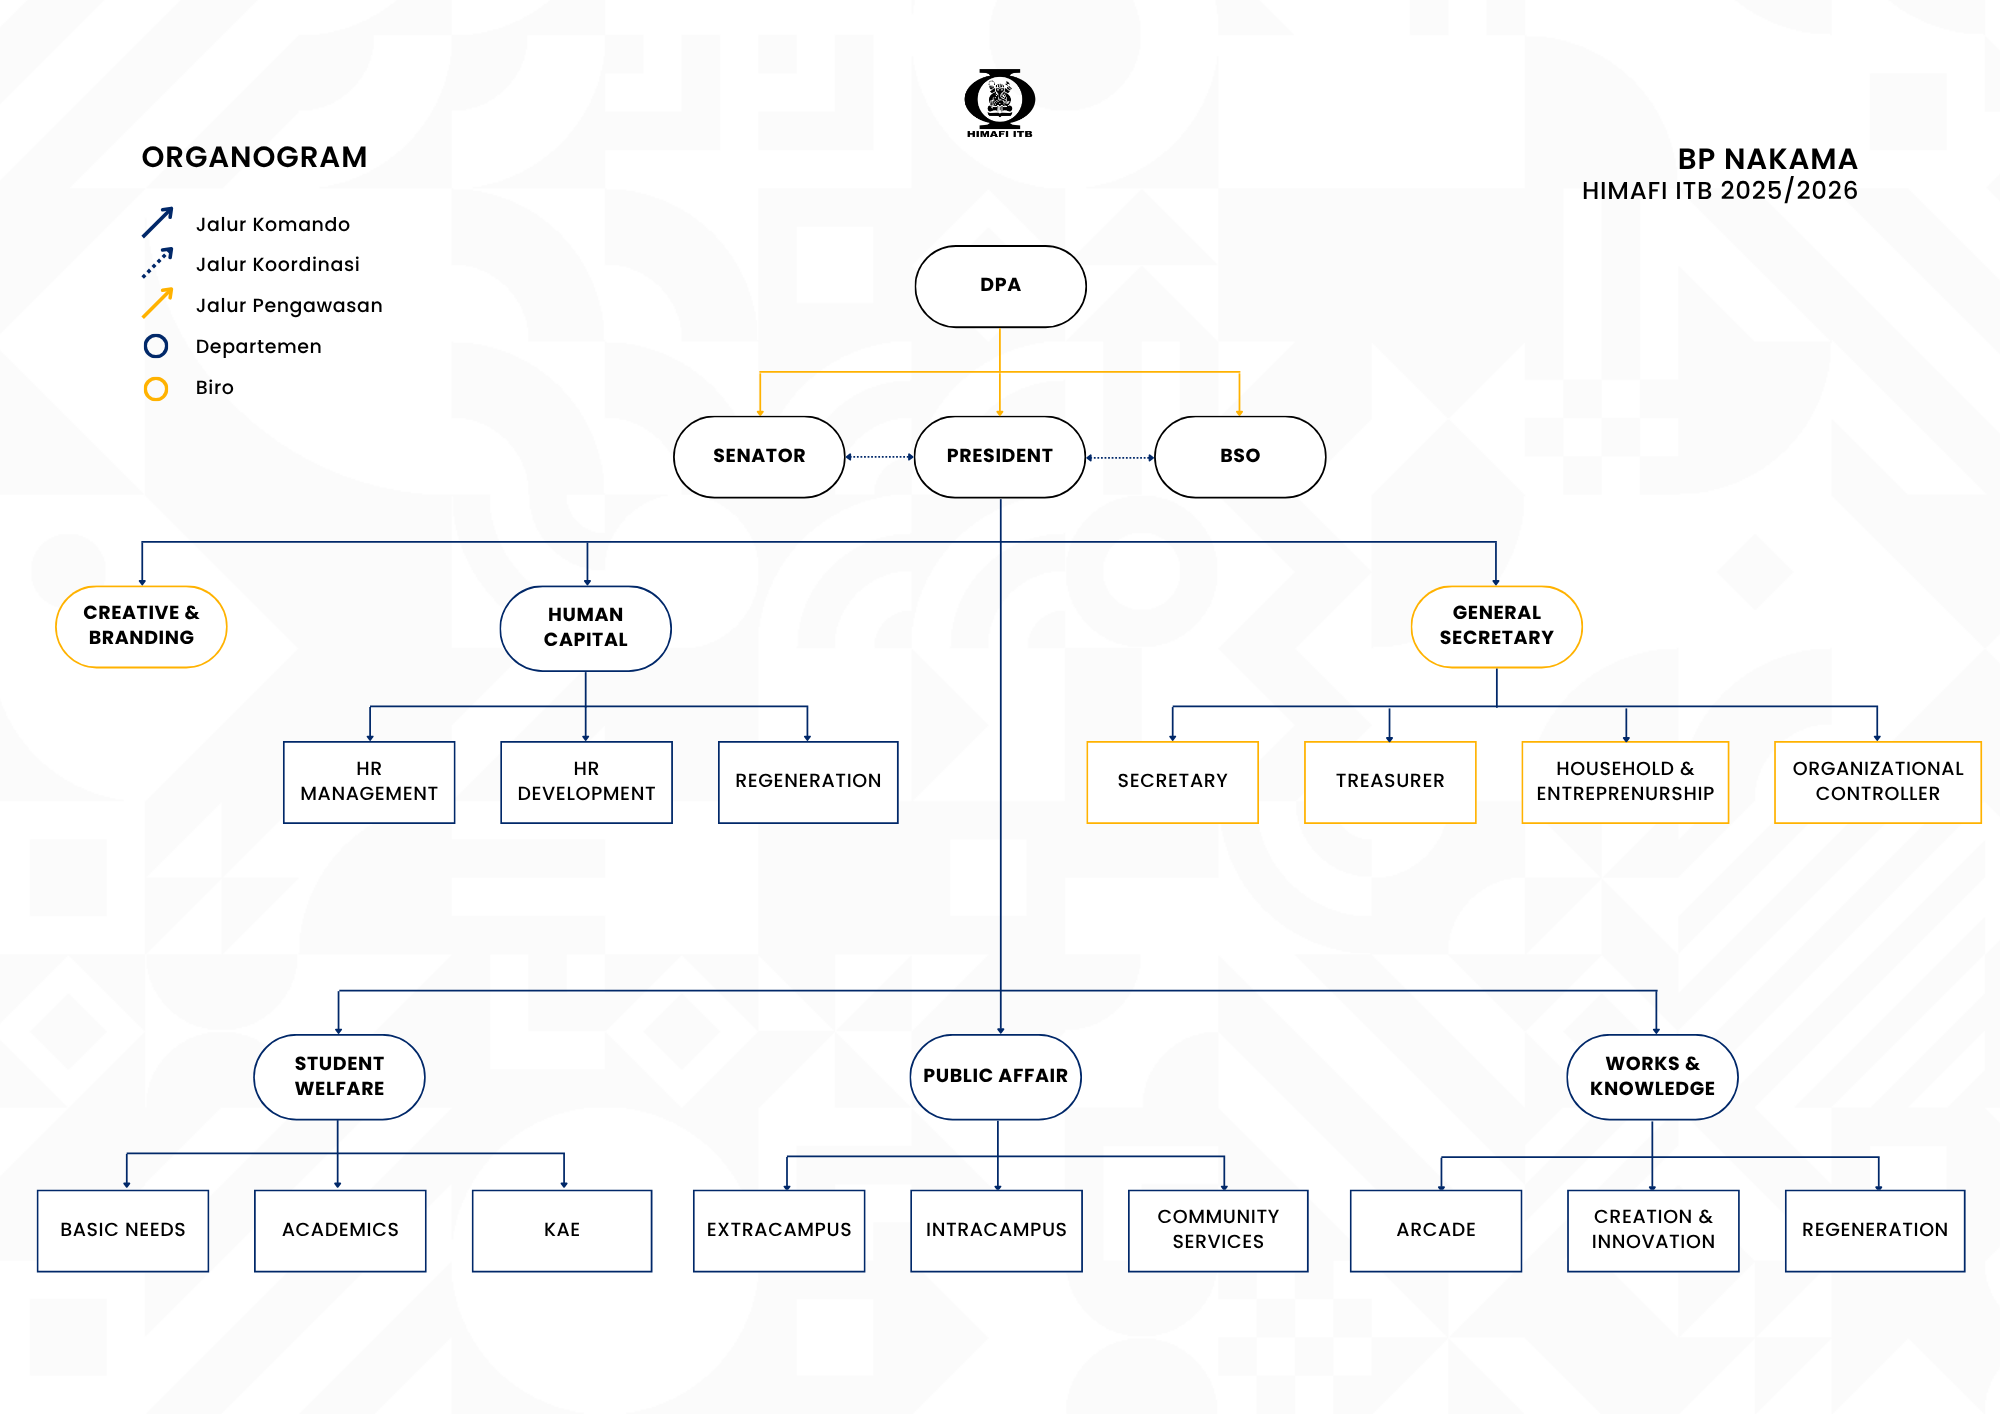 HIMAFI ITB
ORGANOGRAM
Jalur Komando
Jalur Koordinasi
Jalur Pengawasan
Departemen
Biro
BP NAKAMA
HIMAFI ITB 2025/2026
DPA
SENATOR
PRESIDENT
BSO
CREATIVE &
BRANDING
HUMAN
CAPITAL
GENERAL
SECRETARY
HR
MANAGEMENT
HR
DEVELOPMENT
REGENERATION
SECRETARY
TREASURER
HOUSEHOLD &
ENTREPRENURSHIP
ORGANIZATIONAL
CONTROLLER
STUDENT
WELFARE
PUBLIC AFFAIR
WORKS &
KNOWLEDGE
BASIC NEEDS
ACADEMICS
KAE
EXTRACAMPUS
INTRACAMPUS
COMMUNITY
SERVICES
ARCADE
CREATION &
INNOVATION
REGENERATION